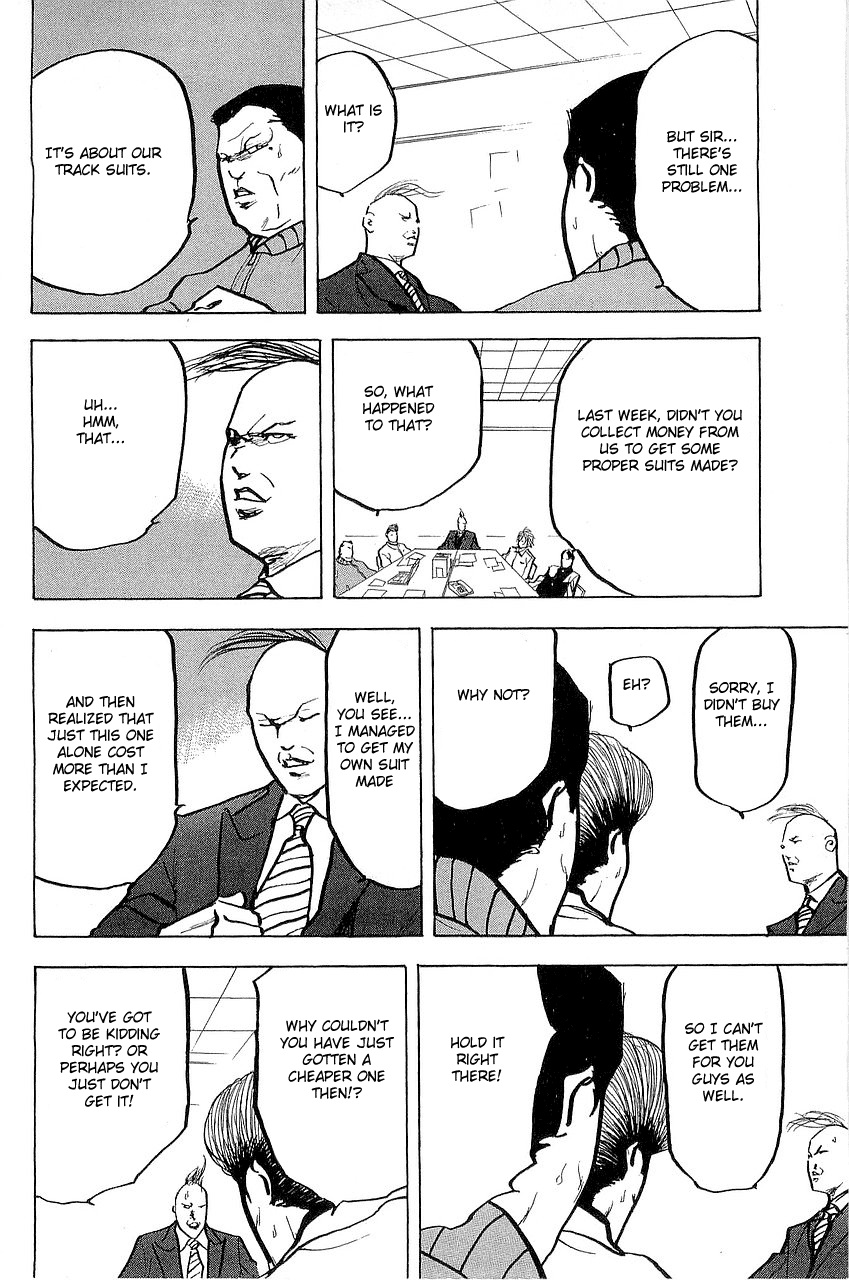 BUT SIR...
THERE'S
STILL ONE
PROBLEM...
WHAT IS
IT?
IT'S ABOUT OUR
TRACK SUITS.
LAST WEEK, DIDN'T YOU
COLLECT MONEY FROM
US TO GET SOME
PROPER SUITS MADE?
SO, WHAT
HAPPENED
TO THAT?
UH...
HMM,
THAT...
SORRY, I
DIDN'T BUY
THEM...
EH?
WHY NOT?
WELL,
YOU SEE...
I MANAGED
TO GET MY
OWN SUIT
MADE
AND THEN
REALIZED THAT
JUST THIS ONE
ALONE COST
MORE THAN I
EXPECTED.
SO I CAN'T
GET THEM
FOR YOU
GUYS AS
WELL.
HOLD IT
RIGHT
THERE!
WHY COULDN'T
YOU HAVE JUST
GOTTEN A
CHEAPER ONE
THEN!?
YOU'VE GOT
TO BE KIDDING
RIGHT? OR
PERHAPS YOU
JUST DON'T
GET IT!